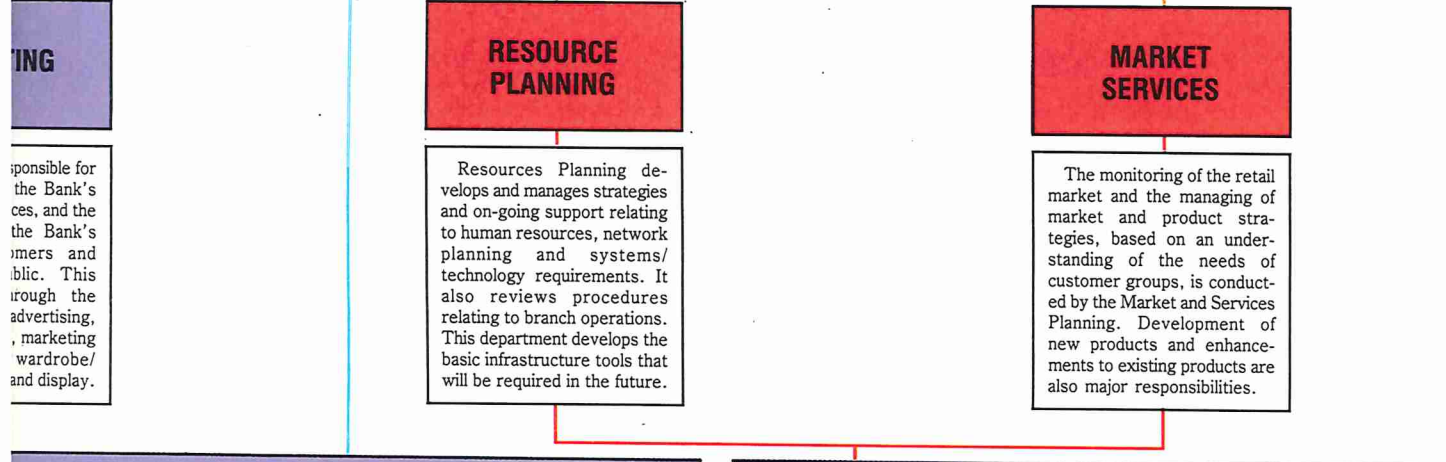 ING
sponsible for
the Bank's
ces, and the
the Bank's
omers and
blic. This
rough the
advertising,
, marketing
wardrobe/
and display.
RESOURCE
PLANNING
Resources Planning de-
velops and manages strategies
and on-going support relating
to human resources, network
planning and systems/
technology requirements. It
also reviews procedures
relating to branch operations.
This department develops the
basic infrastructure tools that
will be required in the future.
MARKET
SERVICES
The monitoring of the retail
market and the managing of
market and product stra-
tegies, based on an under-
standing of the needs of
customer groups, is conduct-
ed by the Market and Services
Planning. Development of
new products and enhance-
ments to existing products are
also major responsibilities.